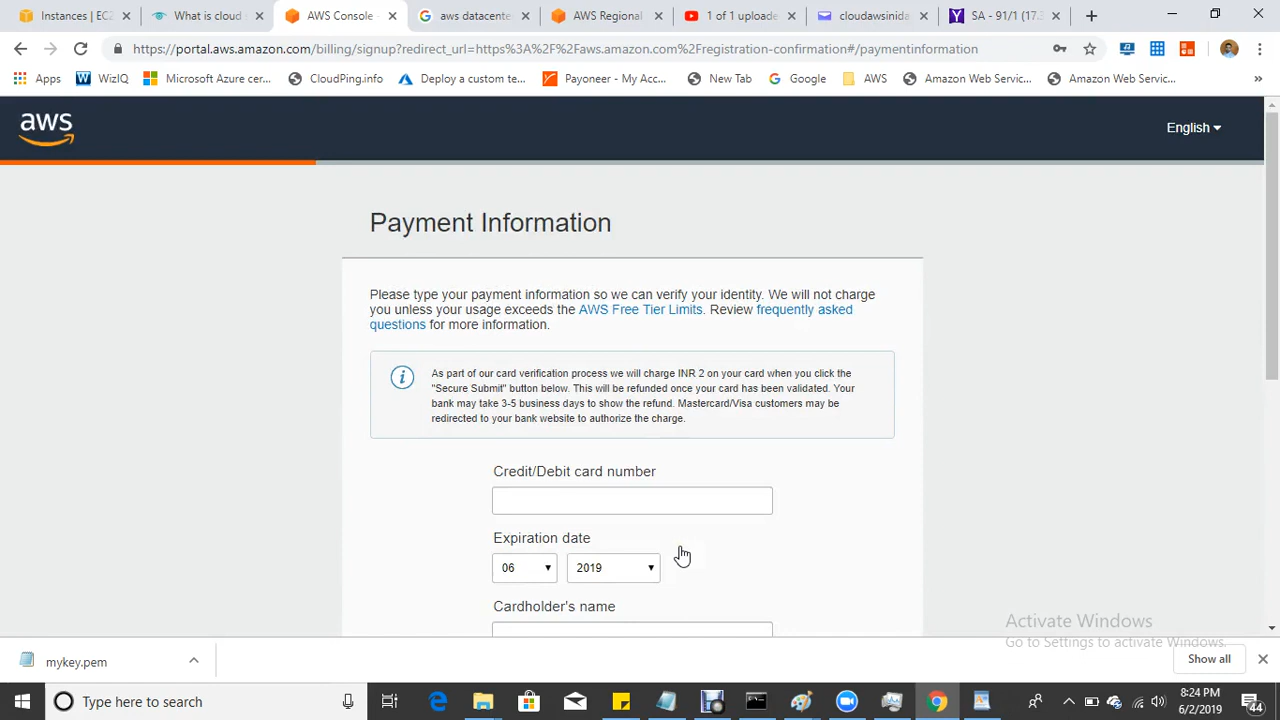 Instances | EC2
What is cloud
AWS Console -
aws datacente
AWS Regional
1 of 1 uploade
cloudawsinida
SA - 91/1 (17.3
https://portal.aws.amazon.com/billing/signup?redirect_url=https%3A%2F%2Faws.amazon.com%2Fregistration-confirmation#/paymentinformation
Apps
WizIQ
Microsoft Azure cer...
CloudPing.info
Deploy a custom te...
Payoneer - My Acc...
New Tab
Google
AWS
Amazon Web Servic...
Amazon Web Servic...
»
aws
English
Payment Information
Please type your payment information so we can verify your identity. We will not charge
you unless your usage exceeds the AWS Free Tier Limits. Review frequently asked
questions for more information.
As part of our card verification process we will charge INR 2 on your card when you click the
"Secure Submit" button below. This will be refunded once your card has been validated. Your
bank may take 3-5 business days to show the refund. Mastercard/Visa customers may be
redirected to your bank website to authorize the charge.
Credit/Debit card number
Expiration date
06
2019
Cardholder's name
Activate Windows
Go to Settings to activate Windows.
mykey.pem
Show all
Type here to search
8:24 PM
6/2/2019
44